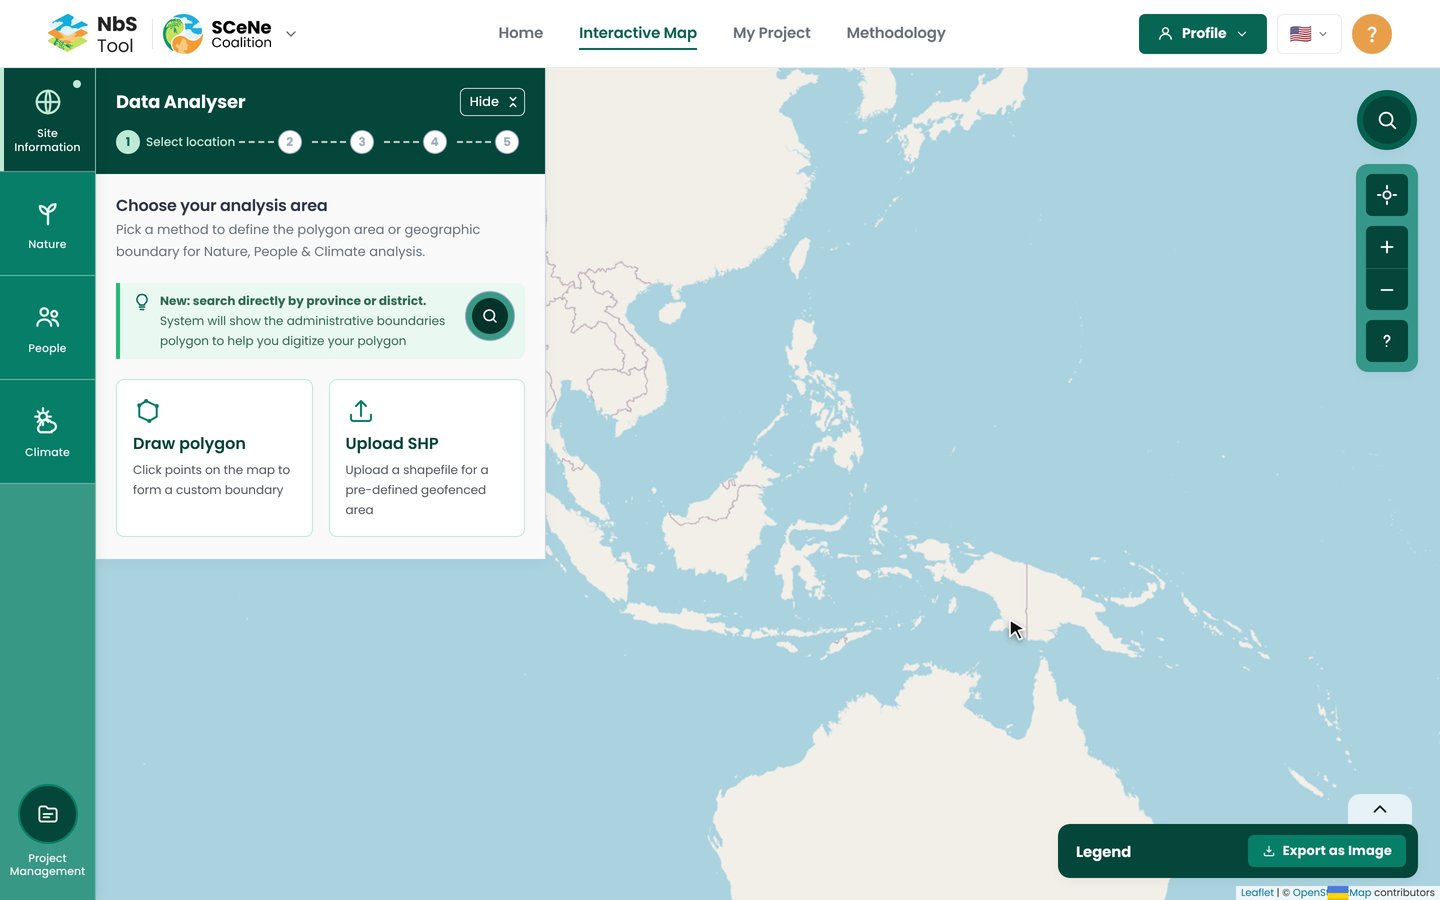 NbS
Tool
SCeNe
Coalition
Home
Interactive Map
My Project
Methodology
Profile
?
Site
Information
Nature
People
Climate
Project
Management
Data Analyser
Hide
1 Select location 2 3 4 5
Choose your analysis area
Pick a method to define the polygon area or geographic
boundary for Nature, People & Climate analysis.
New: search directly by province or district.
System will show the administrative boundaries
polygon to help you digitize your polygon
Draw polygon
Click points on the map to
form a custom boundary
Upload SHP
Upload a shapefile for a
pre-defined geofenced
area
+
−
?
Legend
Export as Image
Leaflet | © OpenS Map contributors